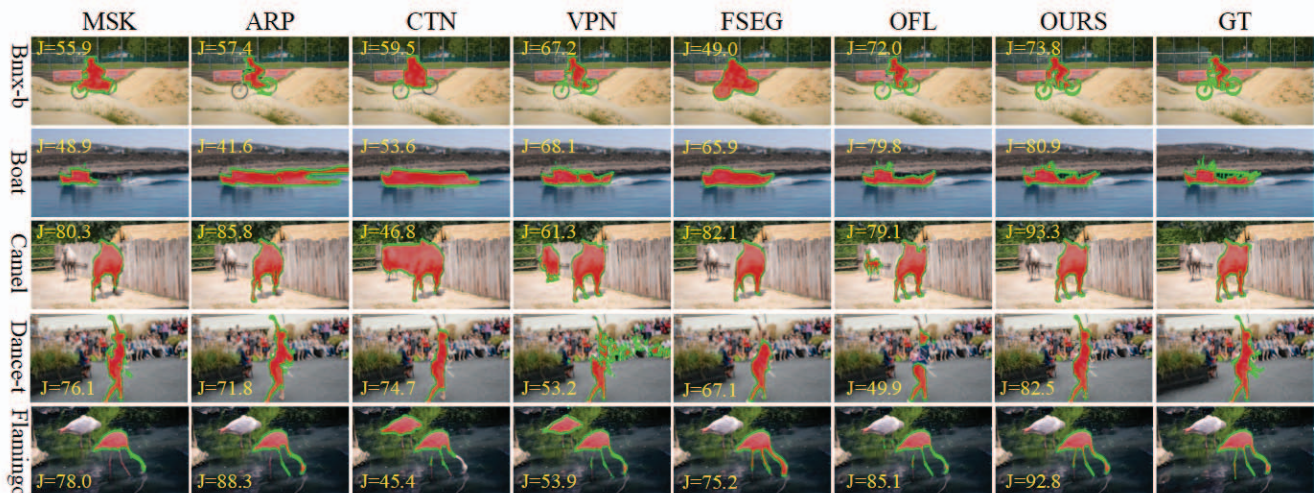 MSK ARP CTN VPN FSEG OFL OURS GT
Bmx-b J=55.9 J=57.4 J=59.5 J=67.2 J=49.0 J=72.0 J=73.8
Boat J=48.9 J=41.6 J=53.6 J=68.1 J=65.9 J=79.8 J=80.9
Camel J=80.3 J=85.8 J=46.8 J=61.3 J=82.1 J=79.1 J=93.3
Dance-t J=76.1 J=71.8 J=74.7 J=53.2 J=67.1 J=49.9 J=82.5
Flamingo J=78.0 J=88.3 J=45.4 J=53.9 J=75.2 J=85.1 J=92.8